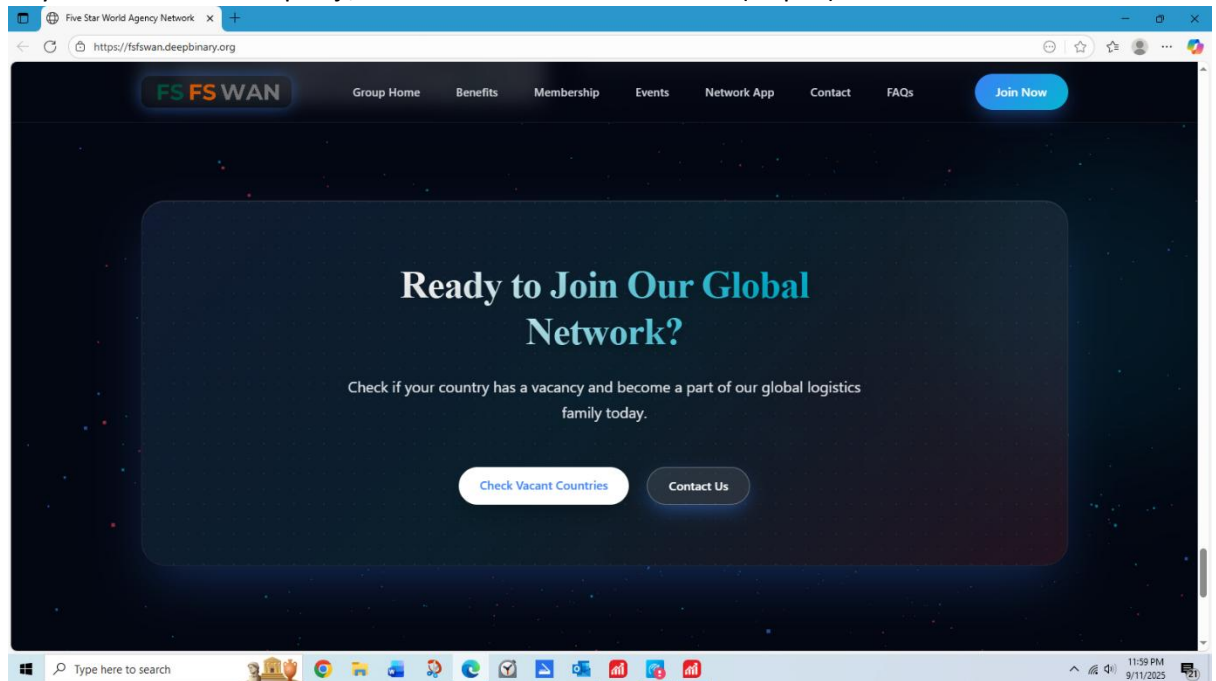 Five Star World Agency Network
https://fsfswan.deepbinary.org
FS FS WAN
Group Home
Benefits
Membership
Events
Network App
Contact
FAQs
Join Now
Ready to Join Our Global
Network?
Check if your country has a vacancy and become a part of our global logistics
family today.
Check Vacant Countries
Contact Us
Type here to search
11:59 PM
9/11/2025
21